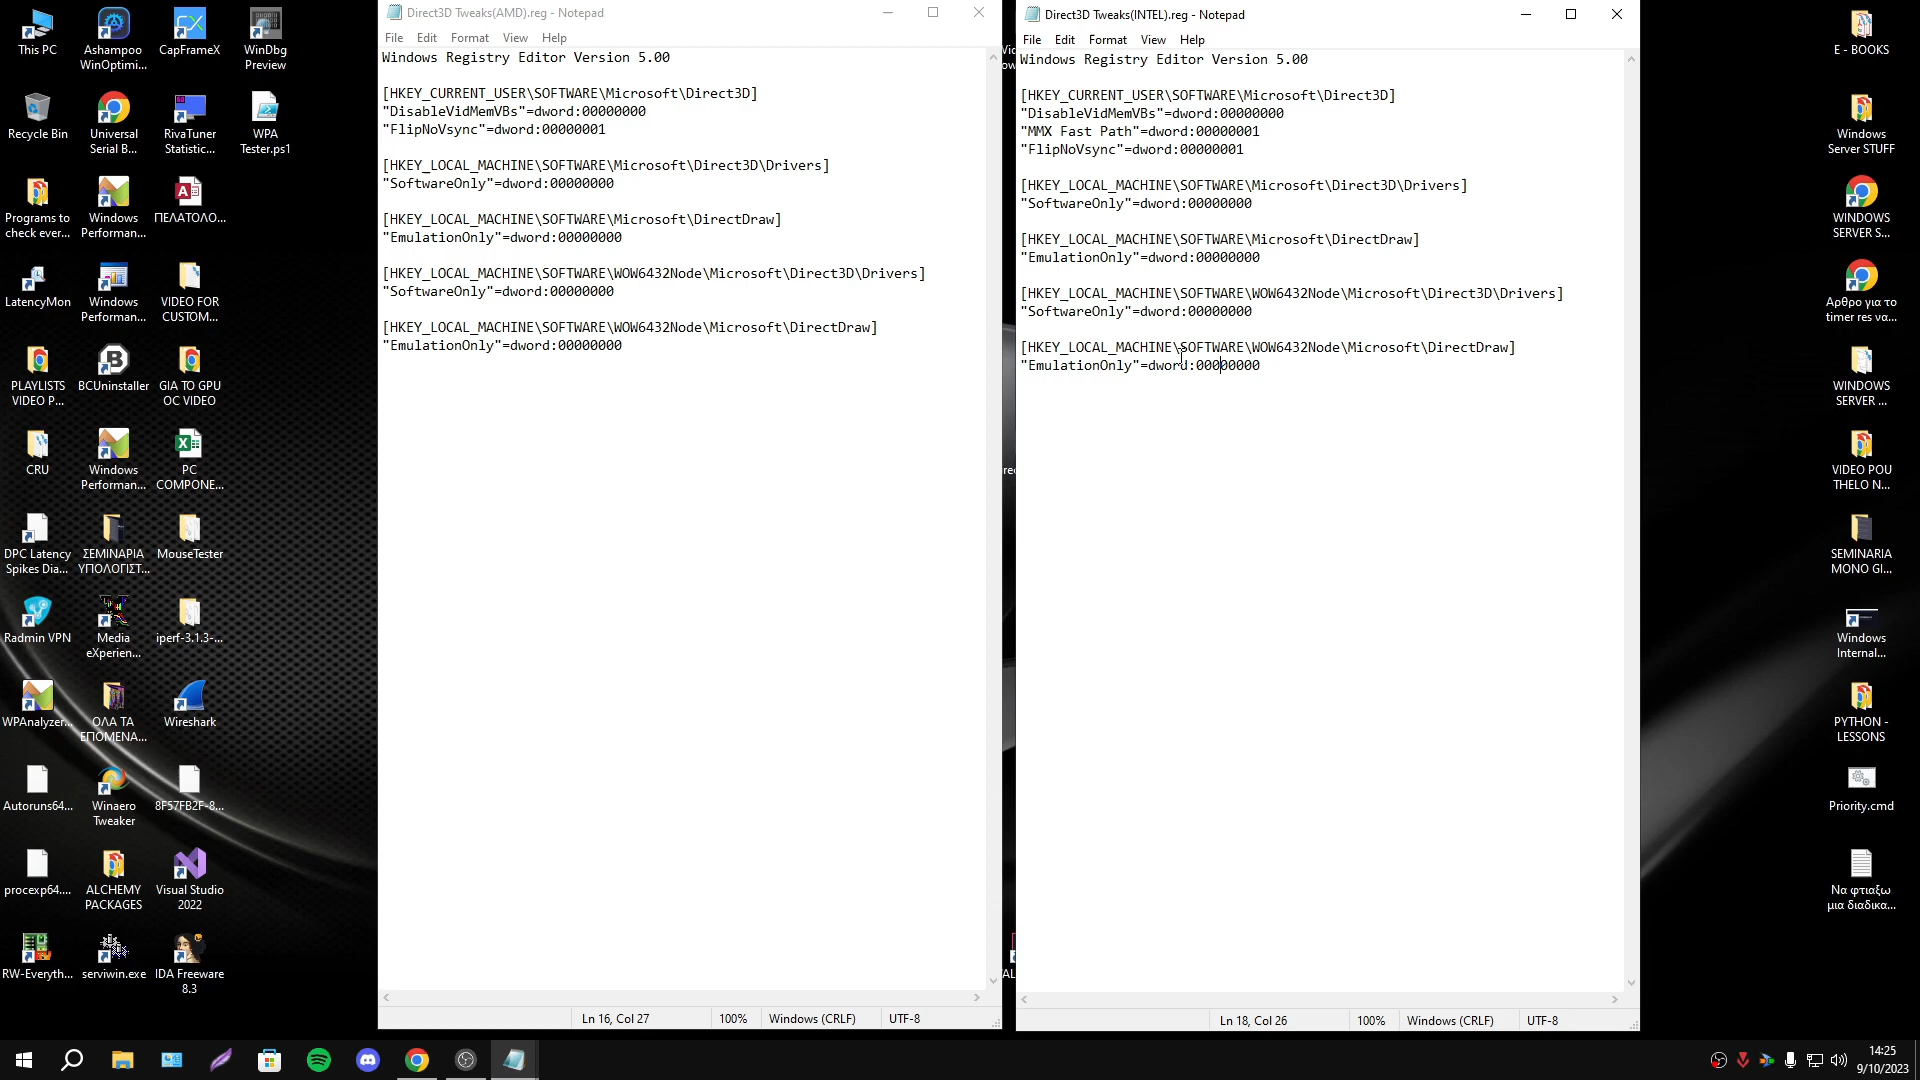 This PC
Ashampoo
WinOptimi...
CapFrameX
WinDbg
Preview
Recycle Bin
Universal
Serial B...
RivaTuner
Statistic...
WPA
Tester.ps1
Programs to
check ever...
Windows
Performan...
ΠΕΛΑΤΟΛΟ...
LatencyMon
Windows
Performan...
VIDEO FOR
CUSTOM...
PLAYLISTS
VIDEO P...
BCUninstaller
GIA TO GPU
OC VIDEO
CRU
Windows
Performan...
PC
COMPONE...
DPC Latency
Spikes Dia...
ΣΕΜΙΝΑΡΙΑ
ΥΠΟΛΟΓΙΣΤ...
MouseTester
Radmin VPN
Media
eXperien...
iperf-3.1.3-...
WPAnalyzer...
ΟΛΑ ΤΑ
ΕΠΟΜΕΝΑ...
Wireshark
Autoruns64...
Winaero
Tweaker
8F57FB2F-8...
procexp64....
ALCHEMY
PACKAGES
Visual Studio
2022
RW-Everyth...
serviwin.exe
IDA Freeware
8.3
Direct3D Tweaks(AMD).reg - Notepad
File Edit Format View Help
Windows Registry Editor Version 5.00
[HKEY_CURRENT_USER\SOFTWARE\Microsoft\Direct3D]
"DisableVidMemVBs"=dword:00000000
"FlipNoVsync"=dword:00000001
[HKEY_LOCAL_MACHINE\SOFTWARE\Microsoft\Direct3D\Drivers]
"SoftwareOnly"=dword:00000000
[HKEY_LOCAL_MACHINE\SOFTWARE\Microsoft\DirectDraw]
"EmulationOnly"=dword:00000000
[HKEY_LOCAL_MACHINE\SOFTWARE\WOW6432Node\Microsoft\Direct3D\Drivers]
"SoftwareOnly"=dword:00000000
[HKEY_LOCAL_MACHINE\SOFTWARE\WOW6432Node\Microsoft\DirectDraw]
"EmulationOnly"=dword:00000000
Ln 16, Col 27 100% Windows (CRLF) UTF-8
Direct3D Tweaks(INTEL).reg - Notepad
File Edit Format View Help
Windows Registry Editor Version 5.00
[HKEY_CURRENT_USER\SOFTWARE\Microsoft\Direct3D]
"DisableVidMemVBs"=dword:00000000
"MMX Fast Path"=dword:00000001
"FlipNoVsync"=dword:00000001
[HKEY_LOCAL_MACHINE\SOFTWARE\Microsoft\Direct3D\Drivers]
"SoftwareOnly"=dword:00000000
[HKEY_LOCAL_MACHINE\SOFTWARE\Microsoft\DirectDraw]
"EmulationOnly"=dword:00000000
[HKEY_LOCAL_MACHINE\SOFTWARE\WOW6432Node\Microsoft\Direct3D\Drivers]
"SoftwareOnly"=dword:00000000
[HKEY_LOCAL_MACHINE\SOFTWARE\WOW6432Node\Microsoft\DirectDraw]
"EmulationOnly"=dword:00000000
Ln 18, Col 26 100% Windows (CRLF) UTF-8
E - BOOKS
Windows
Server STUFF
WINDOWS
SERVER S...
Αρθρο για το
timer res να...
WINDOWS
SERVER ...
VIDEO POU
THELO N...
SEMINARIA
MONO GI...
Windows
Internal...
PYTHON -
LESSONS
Priority.cmd
Να φτιαξω
μια διαδικα...
14:25
9/10/2023